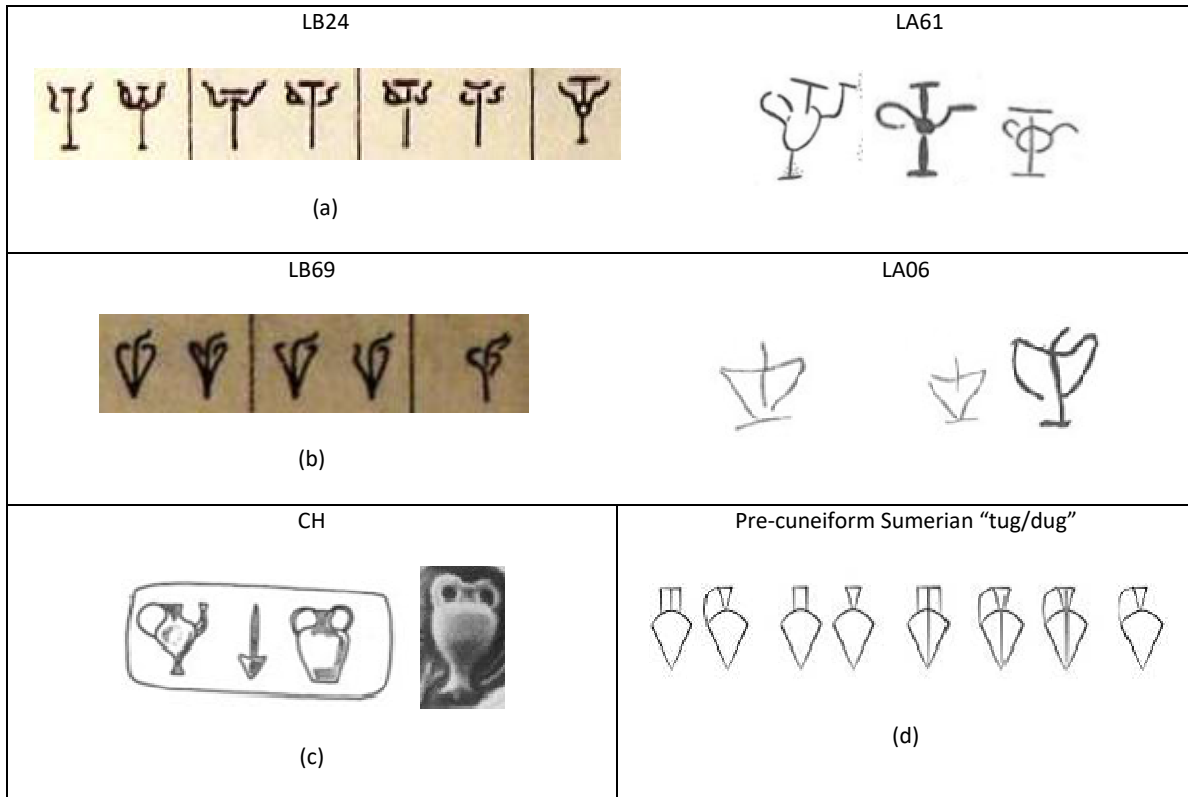 LB24
LA61
(a)
LB69
LA06
(b)
CH
Pre-cuneiform Sumerian “tug/dug”
(c)
(d)